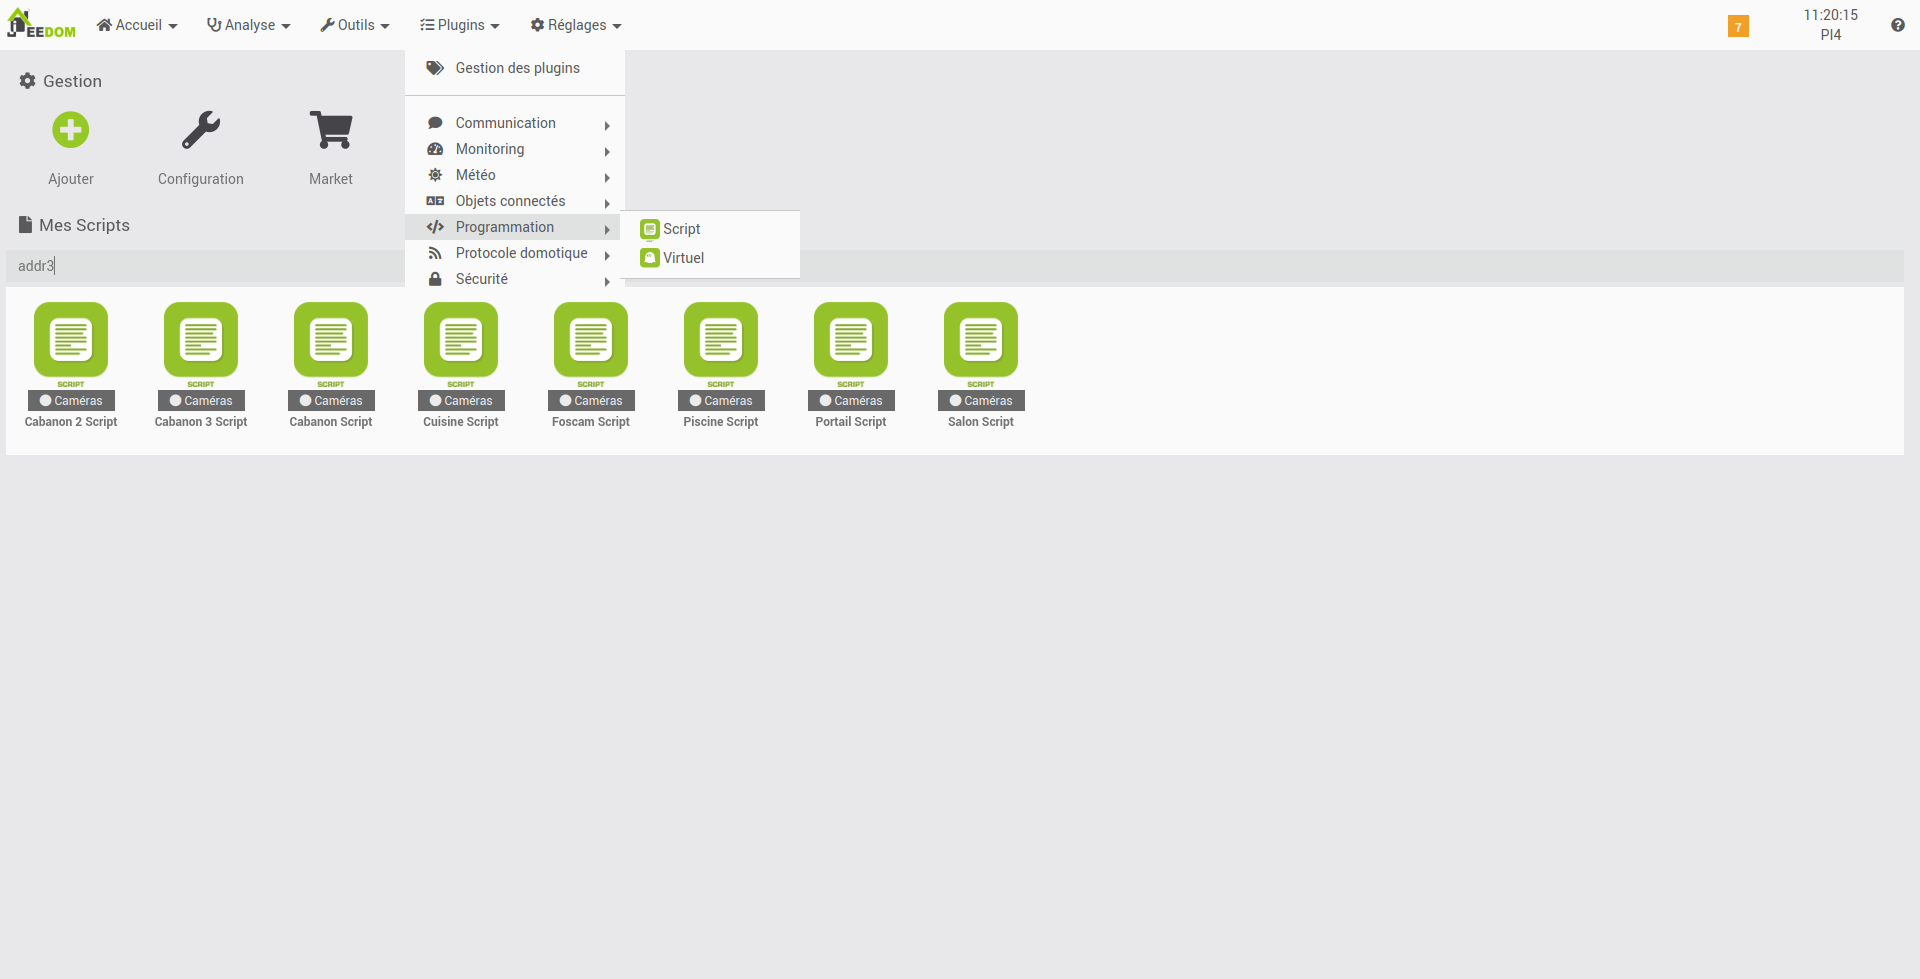 JEEDOM
Accueil
Analyse
Outils
Plugins
Réglages
7
11:20:15
PI4
Gestion
Ajouter
Configuration
Market
Gestion des plugins
Communication
Monitoring
Météo
Objets connectés
Programmation
Protocole domotique
Sécurité
Script
Virtuel
Mes Scripts
addr3
SCRIPT
Caméras
Cabanon 2 Script
SCRIPT
Caméras
Cabanon 3 Script
SCRIPT
Caméras
Cabanon Script
SCRIPT
Caméras
Cuisine Script
SCRIPT
Caméras
Foscam Script
SCRIPT
Caméras
Piscine Script
SCRIPT
Caméras
Portail Script
SCRIPT
Caméras
Salon Script